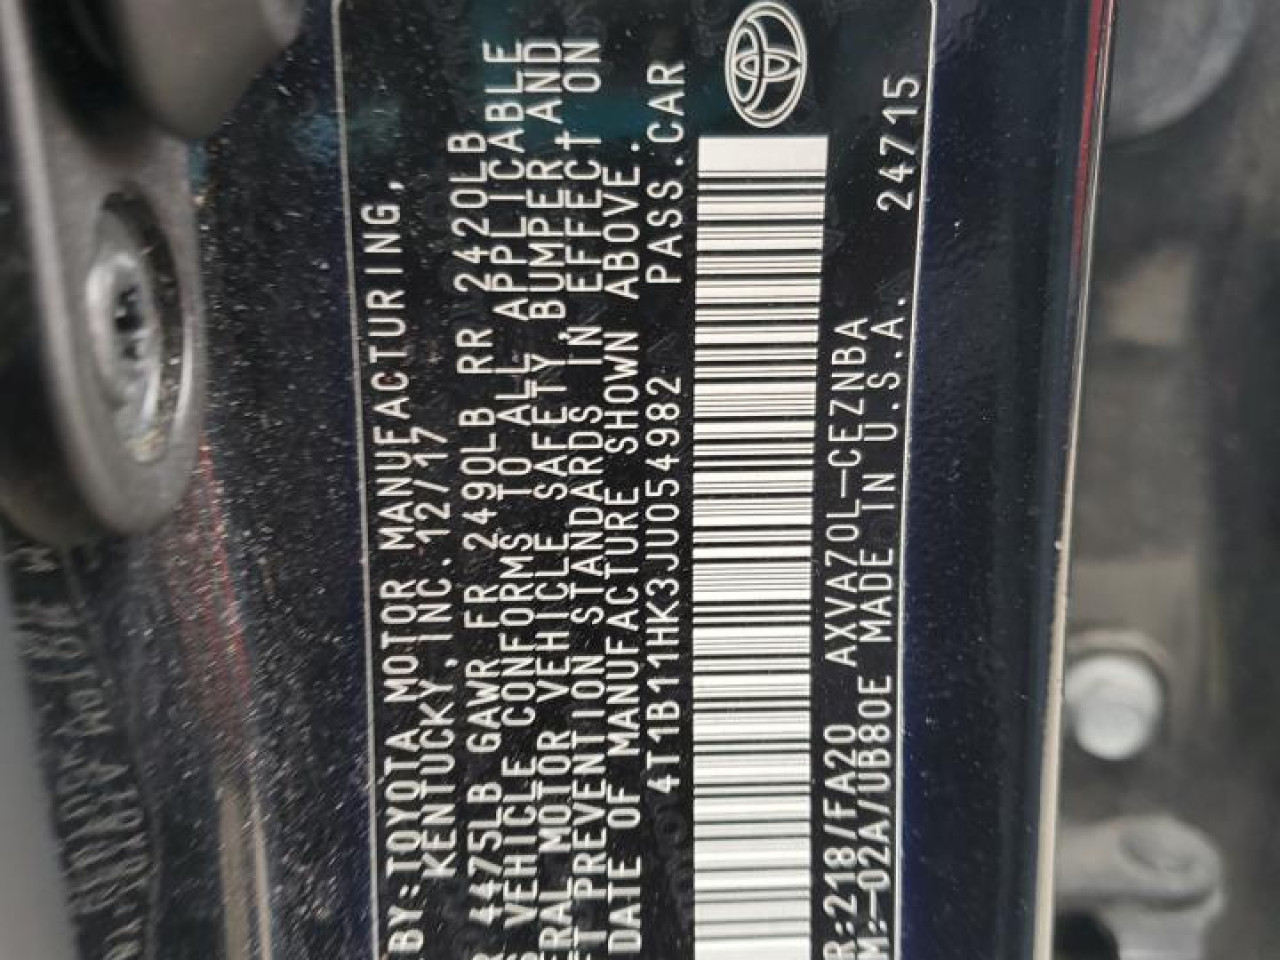 BY:TOYOTA MOTOR MANUFACTURING,
KENTUCKY,INC.12/17
4475LB GAWR FR 2490LB RR 2420LB
VEHICLE CONFORMS TO ALL APPLICABLE
MOTOR VEHICLE SAFETY,BUMPER AND
PREVENTION STANDARDS IN EFFECT ON
DATE OF MANUFACTURE SHOWN ABOVE.
4T1B11HK3JU054982 PASS.CAR
R:218/FA20 AXVA70L-CEZNBA
M:-02A/UB80E MADE IN U.S.A. 24715